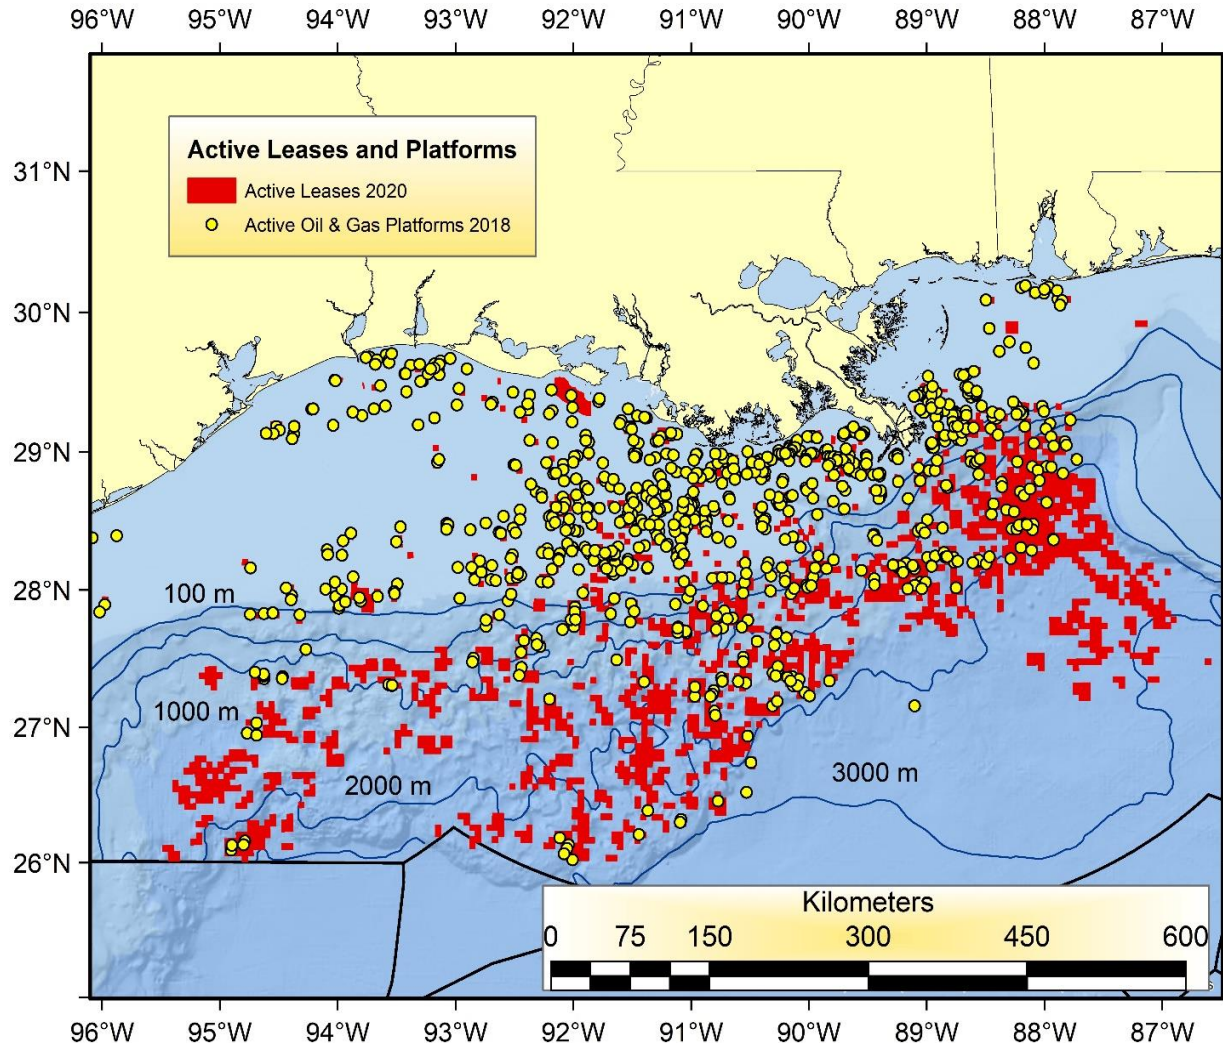 96°W 95°W 94°W 93°W 92°W 91°W 90°W 89°W 88°W 87°W
Active Leases and Platforms
31°N
Active Leases 2020
Active Oil & Gas Platforms 2018
30°N
29°N
28°N
100 m
27°N
1000 m
2000 m
3000 m
26°N
Kilometers
0 75 150 300 450 600
96°W 95°W 94°W 93°W 92°W 91°W 90°W 89°W 88°W 87°W